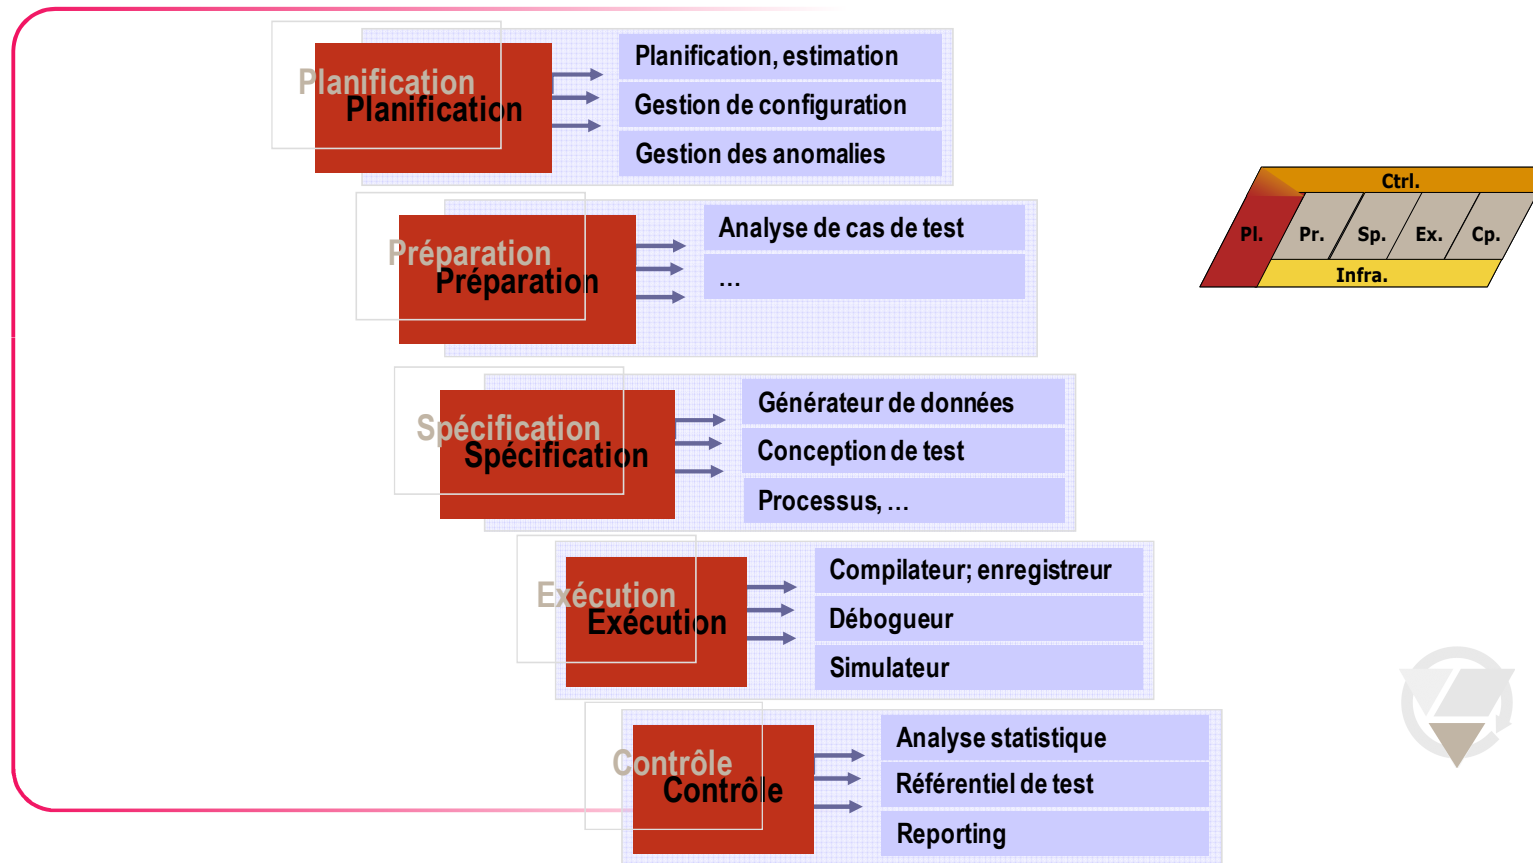 Planification
Planification
Planification, estimation
Gestion de configuration
Gestion des anomalies
Préparation
Préparation
Analyse de cas de test
...
Spécification
Spécification
Générateur de données
Conception de test
Processus, ...
Exécution
Exécution
Compilateur; enregistreur
Débogueur
Simulateur
Contrôle
Contrôle
Analyse statistique
Référentiel de test
Reporting
Ctrl.
Pl. Pr. Sp. Ex. Cp.
Infra.